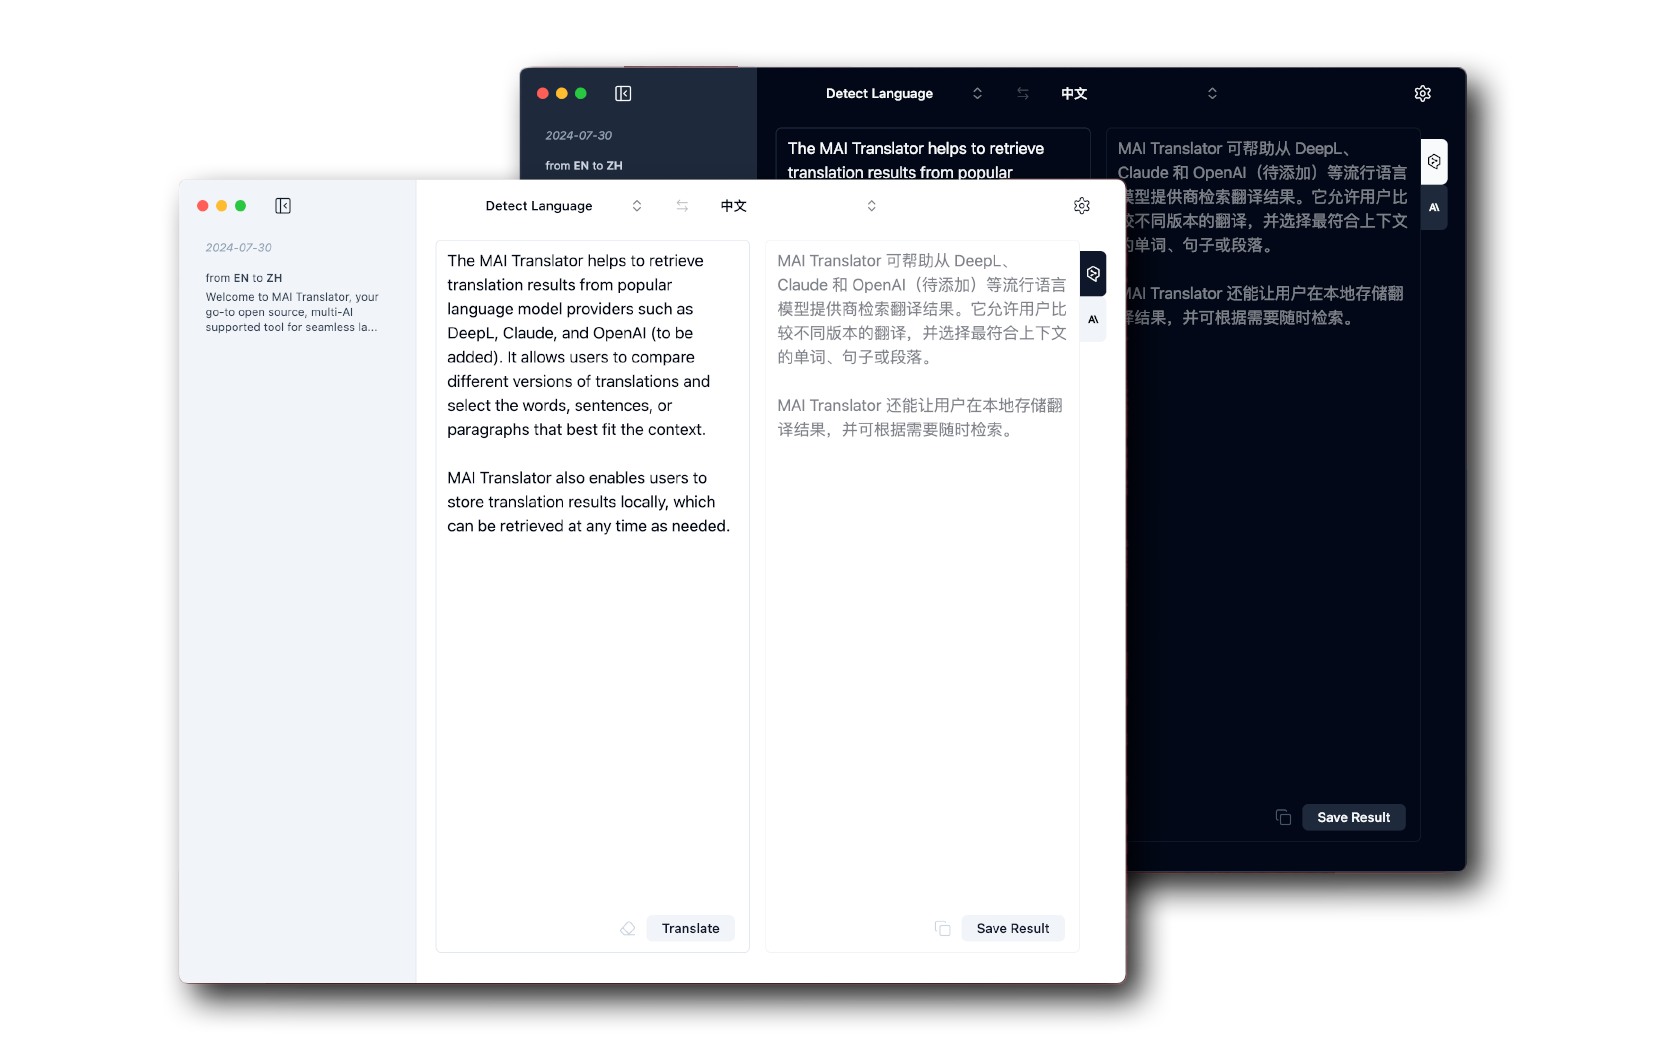 Detect Language
中文
2024-07-30
from EN to ZH
The MAI Translator helps to retrieve
translation results from popular
MAI Translator 可帮助从 DeepL、
Claude 和 OpenAI（待添加）等流行语言
模型提供商检索翻译结果。它允许用户比
较不同版本的翻译，并选择最符合上下文
的单词、句子或段落。
MAI Translator 还能让用户在本地存储翻
译结果，并可根据需要随时检索。
Save Result
Detect Language
中文
2024-07-30
from EN to ZH
Welcome to MAI Translator, your
go-to open source, multi-AI
supported tool for seamless la...
The MAI Translator helps to retrieve
translation results from popular
language model providers such as
DeepL, Claude, and OpenAI (to be
added). It allows users to compare
different versions of translations and
select the words, sentences, or
paragraphs that best fit the context.
MAI Translator also enables users to
store translation results locally, which
can be retrieved at any time as needed.
Translate
MAI Translator 可帮助从 DeepL、
Claude 和 OpenAI（待添加）等流行语言
模型提供商检索翻译结果。它允许用户比
较不同版本的翻译，并选择最符合上下文
的单词、句子或段落。
MAI Translator 还能让用户在本地存储翻
译结果，并可根据需要随时检索。
Save Result